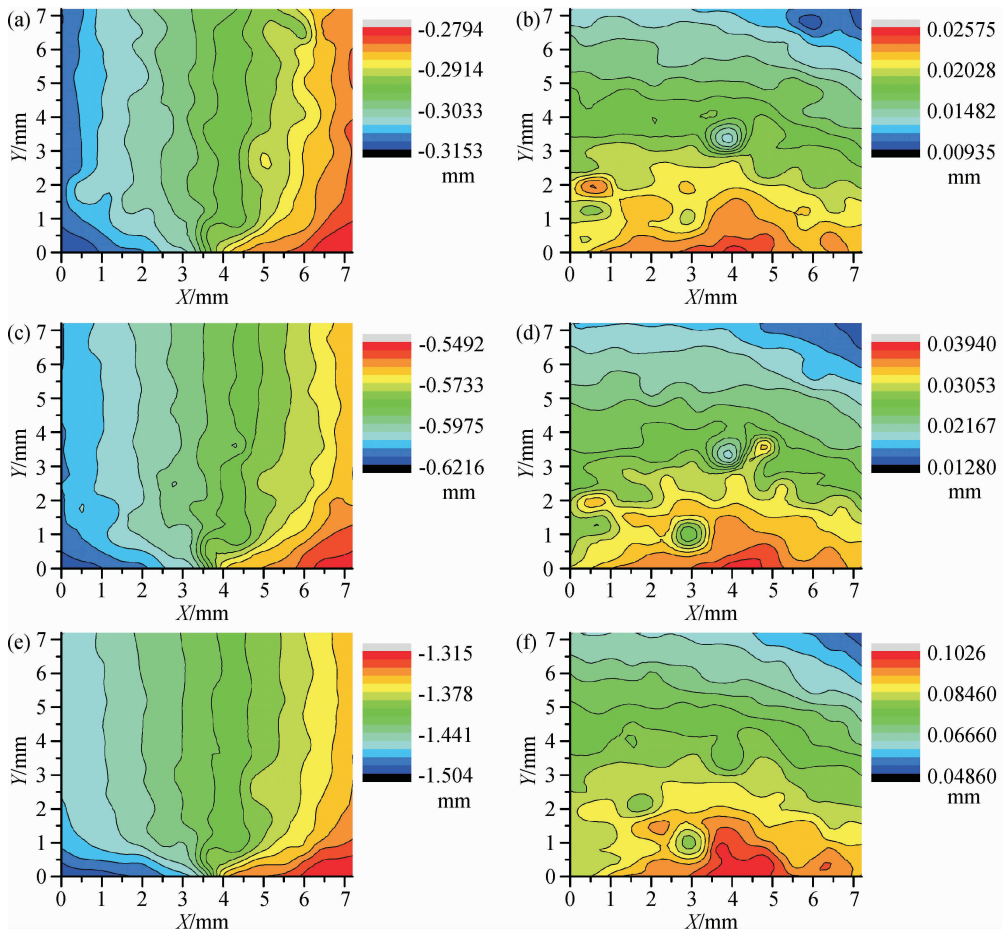 (a)
7
6
5
4
3
2
1
0
Y/mm
0 1 2 3 4 5 6 7
X/mm
-0.2794
-0.2914
-0.3033
-0.3153
mm
(b)
7
6
5
4
3
2
1
0
Y/mm
0 1 2 3 4 5 6 7
X/mm
0.02575
0.02028
0.01482
0.00935
mm
(c)
7
6
5
4
3
2
1
0
Y/mm
0 1 2 3 4 5 6 7
X/mm
-0.5492
-0.5733
-0.5975
-0.6216
mm
(d)
7
6
5
4
3
2
1
0
Y/mm
0 1 2 3 4 5 6 7
X/mm
0.03940
0.03053
0.02167
0.01280
mm
(e)
7
6
5
4
3
2
1
0
Y/mm
0 1 2 3 4 5 6 7
X/mm
-1.315
-1.378
-1.441
-1.504
mm
(f)
7
6
5
4
3
2
1
0
Y/mm
0 1 2 3 4 5 6 7
X/mm
0.1026
0.08460
0.06660
0.04860
mm